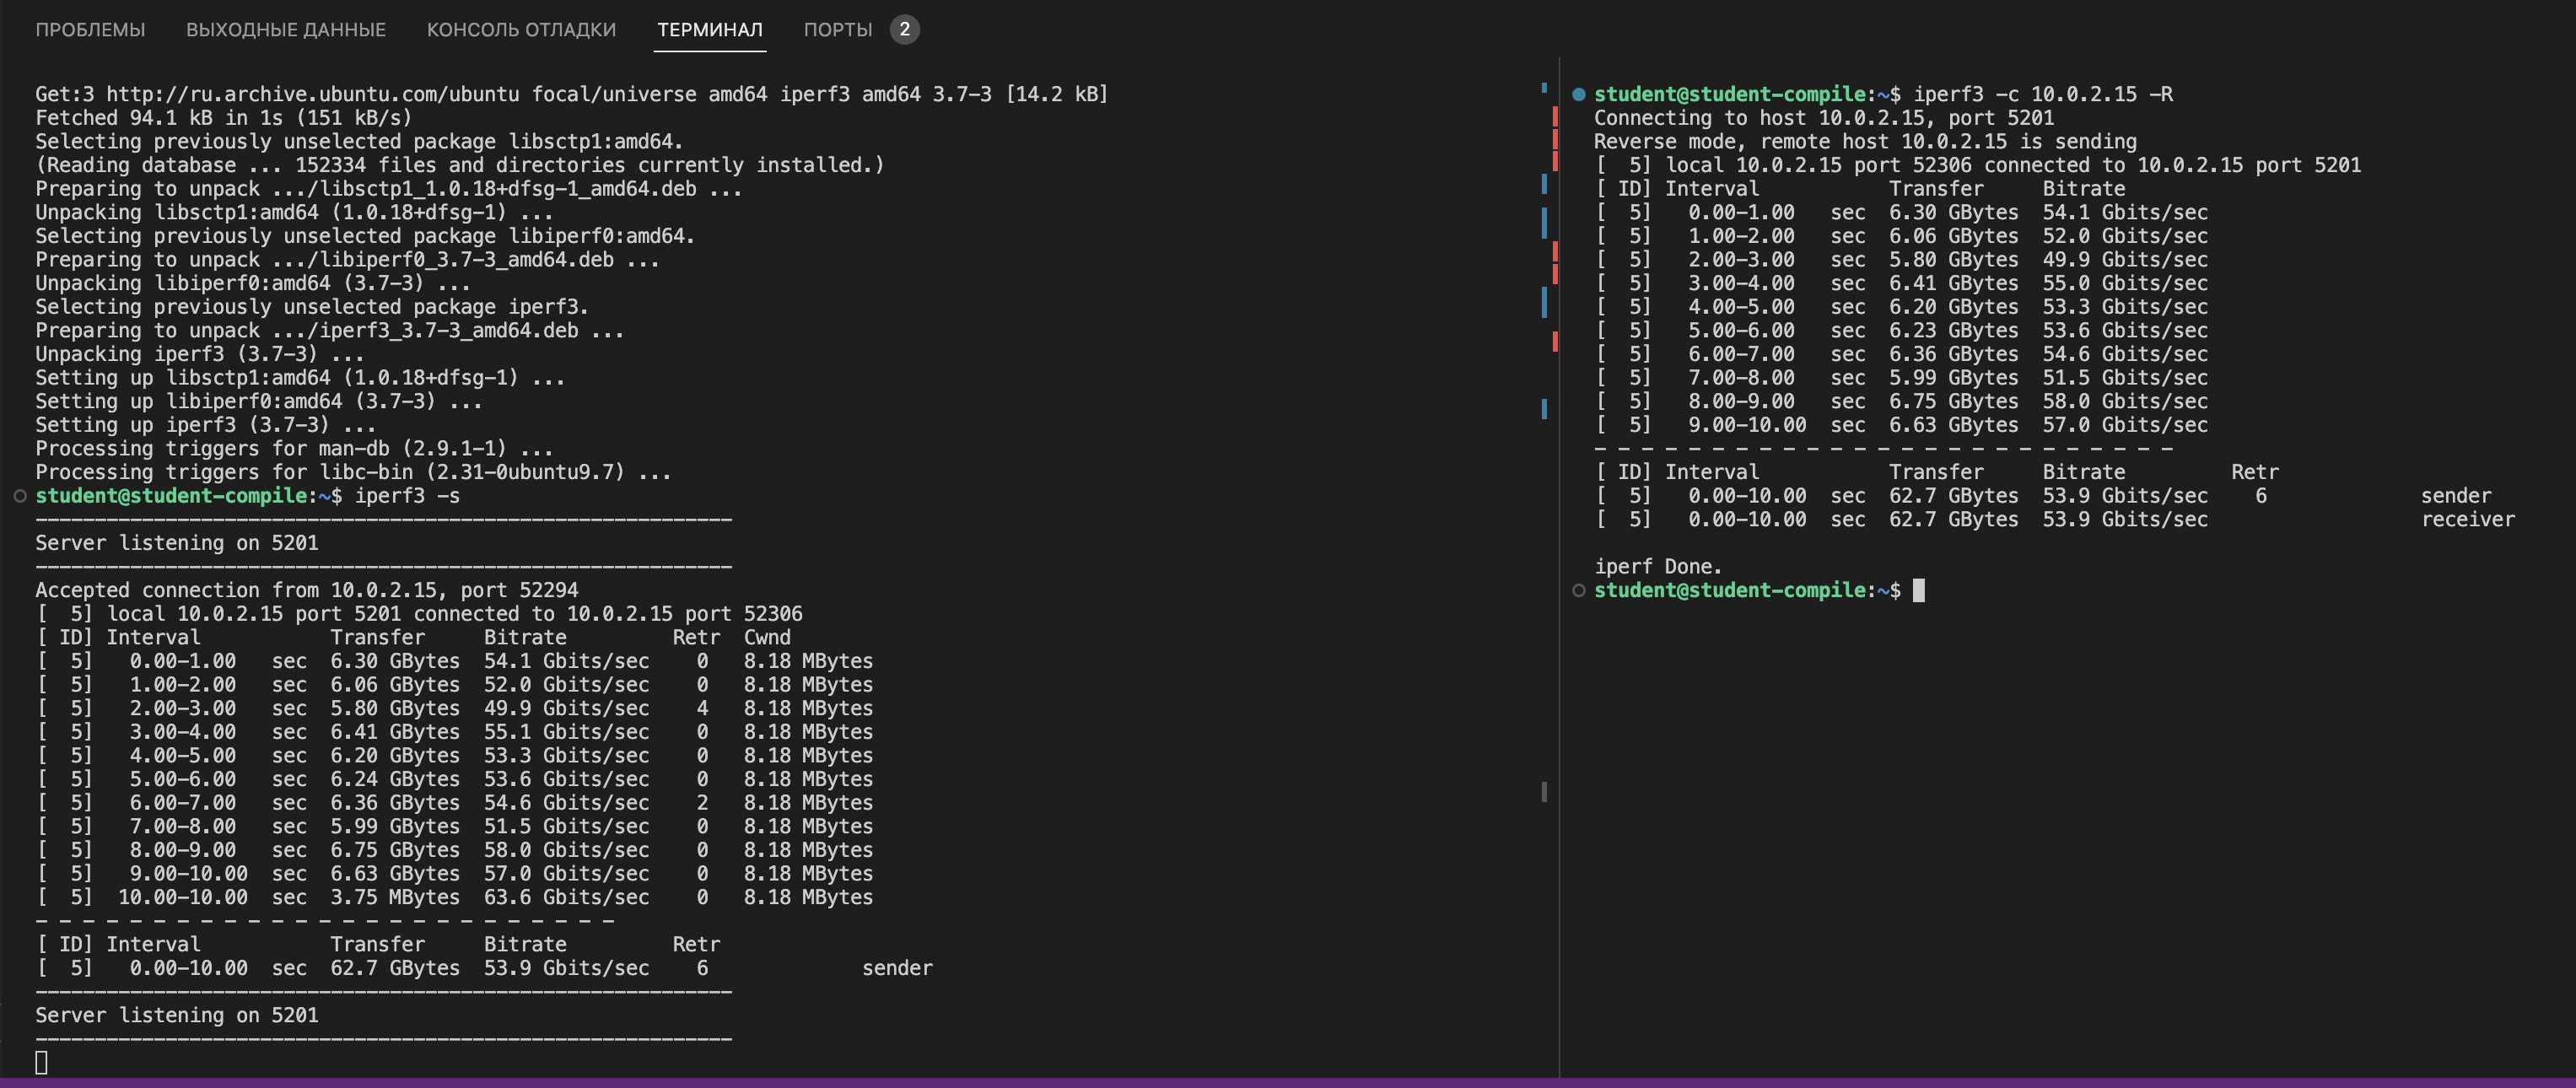 ПРОБЛЕМЫ ВЫХОДНЫЕ ДАННЫЕ КОНСОЛЬ ОТЛАДКИ ТЕРМИНАЛ ПОРТЫ 2
Get:3 http://ru.archive.ubuntu.com/ubuntu focal/universe amd64 iperf3 amd64 3.7-3 [14.2 kB]
Fetched 94.1 kB in 1s (151 kB/s)
Selecting previously unselected package libsctp1:amd64.
(Reading database ... 152334 files and directories currently installed.)
Preparing to unpack .../libsctp1_1.0.18+dfsg-1_amd64.deb ...
Unpacking libsctp1:amd64 (1.0.18+dfsg-1) ...
Selecting previously unselected package libiperf0:amd64.
Preparing to unpack .../libiperf0_3.7-3_amd64.deb ...
Unpacking libiperf0:amd64 (3.7-3) ...
Selecting previously unselected package iperf3.
Preparing to unpack .../iperf3_3.7-3_amd64.deb ...
Unpacking iperf3 (3.7-3) ...
Setting up libsctp1:amd64 (1.0.18+dfsg-1) ...
Setting up libiperf0:amd64 (3.7-3) ...
Setting up iperf3 (3.7-3) ...
Processing triggers for man-db (2.9.1-1) ...
Processing triggers for libc-bin (2.31-0ubuntu9.7) ...
student@student-compile:~$ iperf3 -s
-----------------------------------------------------------
Server listening on 5201
-----------------------------------------------------------
Accepted connection from 10.0.2.15, port 52294
[  5] local 10.0.2.15 port 5201 connected to 10.0.2.15 port 52306
[ ID] Interval           Transfer     Bitrate         Retr  Cwnd
[  5]   0.00-1.00   sec  6.30 GBytes  54.1 Gbits/sec    0   8.18 MBytes
[  5]   1.00-2.00   sec  6.06 GBytes  52.0 Gbits/sec    0   8.18 MBytes
[  5]   2.00-3.00   sec  5.80 GBytes  49.9 Gbits/sec    4   8.18 MBytes
[  5]   3.00-4.00   sec  6.41 GBytes  55.1 Gbits/sec    0   8.18 MBytes
[  5]   4.00-5.00   sec  6.20 GBytes  53.3 Gbits/sec    0   8.18 MBytes
[  5]   5.00-6.00   sec  6.24 GBytes  53.6 Gbits/sec    0   8.18 MBytes
[  5]   6.00-7.00   sec  6.36 GBytes  54.6 Gbits/sec    2   8.18 MBytes
[  5]   7.00-8.00   sec  5.99 GBytes  51.5 Gbits/sec    0   8.18 MBytes
[  5]   8.00-9.00   sec  6.75 GBytes  58.0 Gbits/sec    0   8.18 MBytes
[  5]   9.00-10.00  sec  6.63 GBytes  57.0 Gbits/sec    0   8.18 MBytes
[  5]  10.00-10.00  sec  3.75 MBytes  63.6 Gbits/sec    0   8.18 MBytes
- - - - - - - - - - - - - - - - - - - - - - - - -
[ ID] Interval           Transfer     Bitrate         Retr
[  5]   0.00-10.00  sec  62.7 GBytes  53.9 Gbits/sec    6             sender
-----------------------------------------------------------
Server listening on 5201
-----------------------------------------------------------
student@student-compile:~$ iperf3 -c 10.0.2.15 -R
Connecting to host 10.0.2.15, port 5201
Reverse mode, remote host 10.0.2.15 is sending
[  5] local 10.0.2.15 port 52306 connected to 10.0.2.15 port 5201
[ ID] Interval           Transfer     Bitrate
[  5]   0.00-1.00   sec  6.30 GBytes  54.1 Gbits/sec
[  5]   1.00-2.00   sec  6.06 GBytes  52.0 Gbits/sec
[  5]   2.00-3.00   sec  5.80 GBytes  49.9 Gbits/sec
[  5]   3.00-4.00   sec  6.41 GBytes  55.0 Gbits/sec
[  5]   4.00-5.00   sec  6.20 GBytes  53.3 Gbits/sec
[  5]   5.00-6.00   sec  6.23 GBytes  53.6 Gbits/sec
[  5]   6.00-7.00   sec  6.36 GBytes  54.6 Gbits/sec
[  5]   7.00-8.00   sec  5.99 GBytes  51.5 Gbits/sec
[  5]   8.00-9.00   sec  6.75 GBytes  58.0 Gbits/sec
[  5]   9.00-10.00  sec  6.63 GBytes  57.0 Gbits/sec
- - - - - - - - - - - - - - - - - - - - - - - - -
[ ID] Interval           Transfer     Bitrate         Retr
[  5]   0.00-10.00  sec  62.7 GBytes  53.9 Gbits/sec    6             sender
[  5]   0.00-10.00  sec  62.7 GBytes  53.9 Gbits/sec                  receiver
iperf Done.
student@student-compile:~$